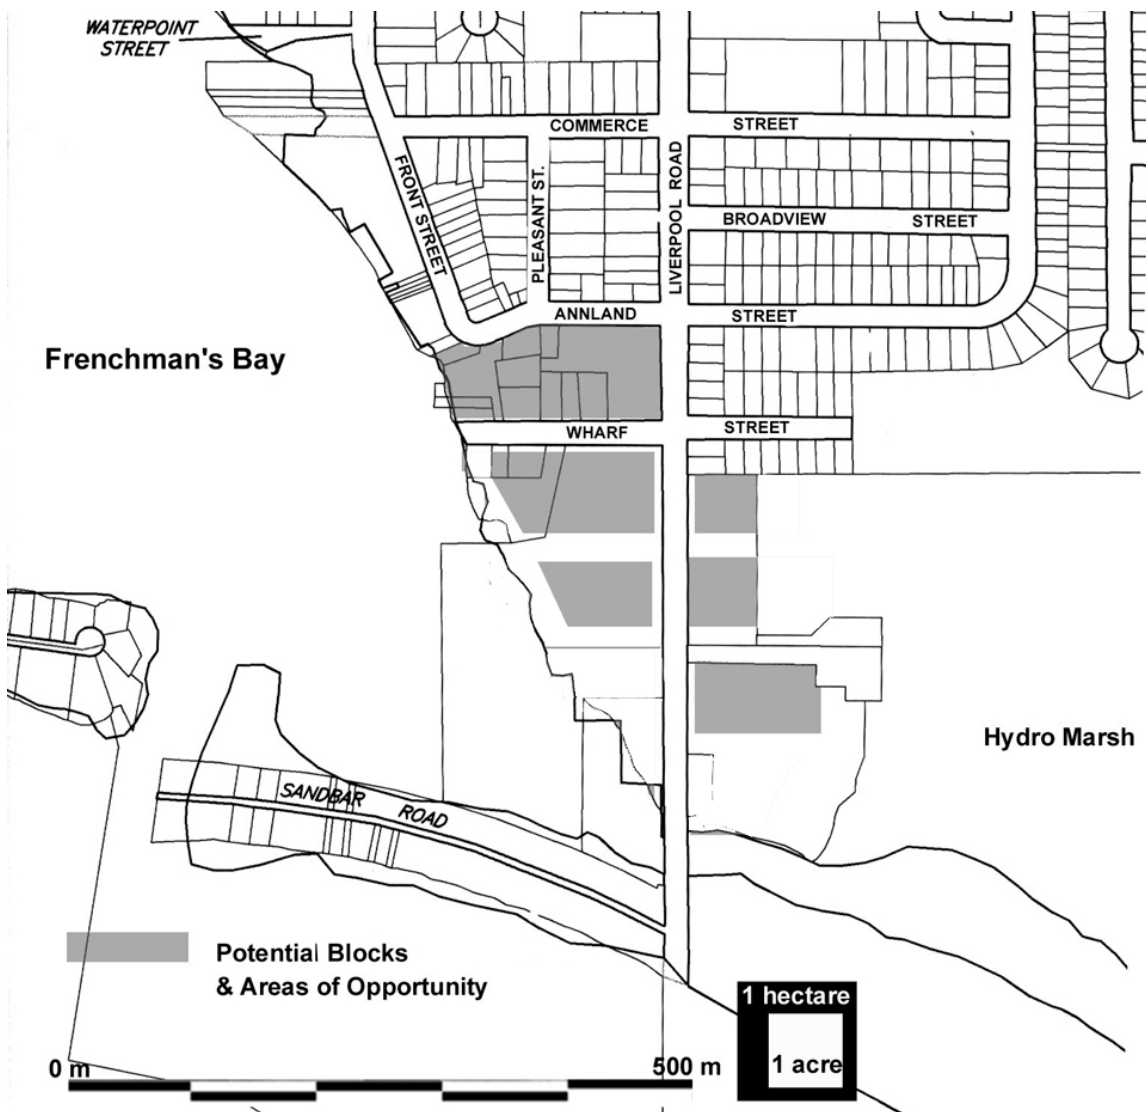 WATERPOINT
STREET
COMMERCE STREET
FRONT STREET
PLEASANT ST.
LIVERPOOL ROAD
BROADVIEW STREET
ANNLAND STREET
Frenchman's Bay
WHARF STREET
Hydro Marsh
SANDBAR ROAD
Potential Blocks
& Areas of Opportunity
1 hectare
1 acre
0 m 500 m